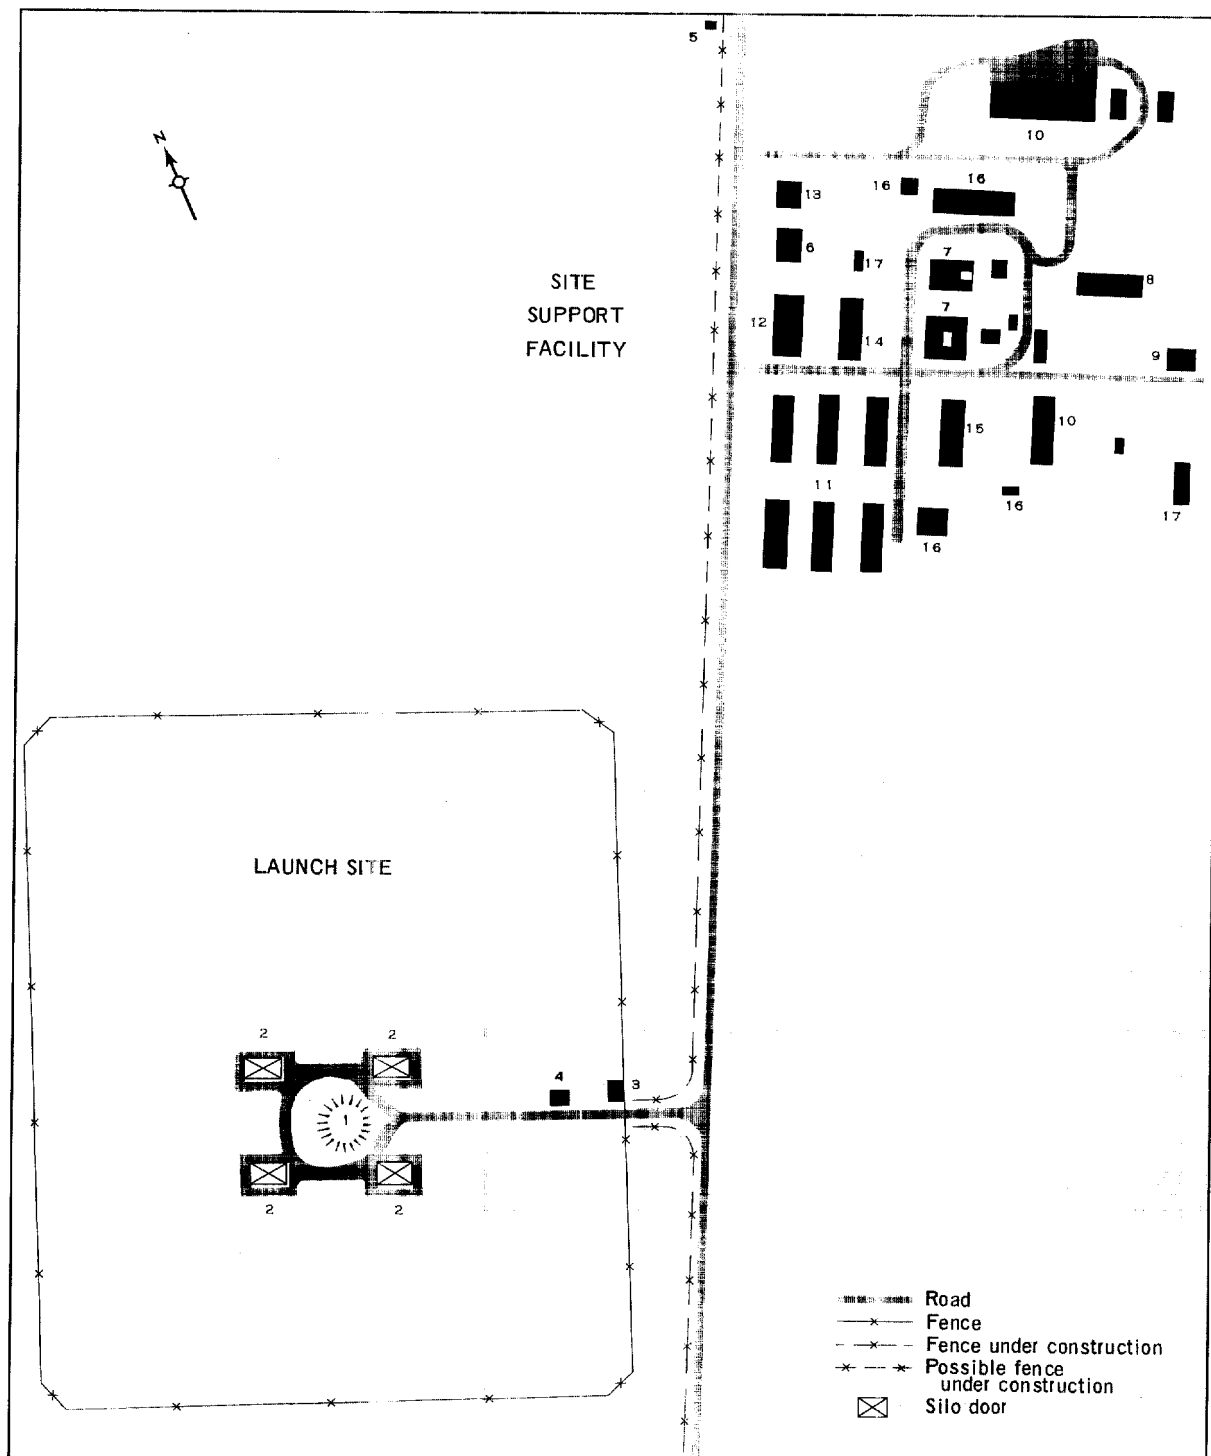 5
10
N
13
16
16
6
17
7
8
SITE
SUPPORT
FACILITY
12
14
7
9
15
10
11
16
17
16
LAUNCH SITE
2
2
4
3
1
2
2
Road
Fence
Fence under construction
Possible fence
under construction
Silo door